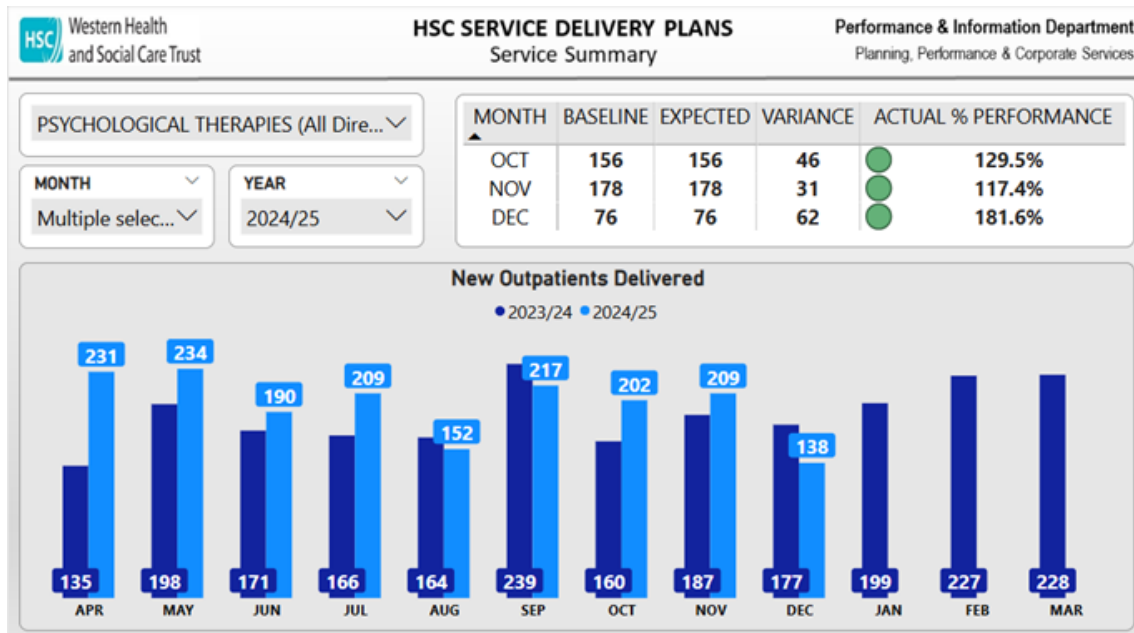 HSC
Western Health
and Social Care Trust
HSC SERVICE DELIVERY PLANS
Service Summary
Performance & Information Department
Planning, Performance & Corporate Services
PSYCHOLOGICAL THERAPIES (All Dire...
MONTH
Multiple selec...
YEAR
2024/25
MONTH BASELINE EXPECTED VARIANCE ACTUAL % PERFORMANCE
OCT 156 156 46 129.5%
NOV 178 178 31 117.4%
DEC 76 76 62 181.6%
New Outpatients Delivered
2023/24 2024/25
231 234 190 209 152 217 202 209 138
135 198 171 166 164 239 160 187 177 199 227 228
APR MAY JUN JUL AUG SEP OCT NOV DEC JAN FEB MAR